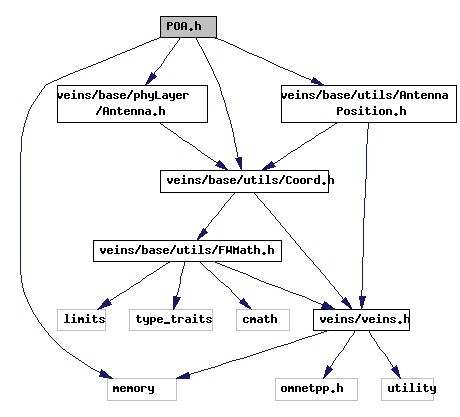 POA.h
veins/base/phyLayer
/Antenna.h
veins/base/utils/Antenna
Position.h
veins/base/utils/Coord.h
veins/base/utils/FWMath.h
limits
type_traits
cmath
veins/veins.h
memory
omnetpp.h
utility